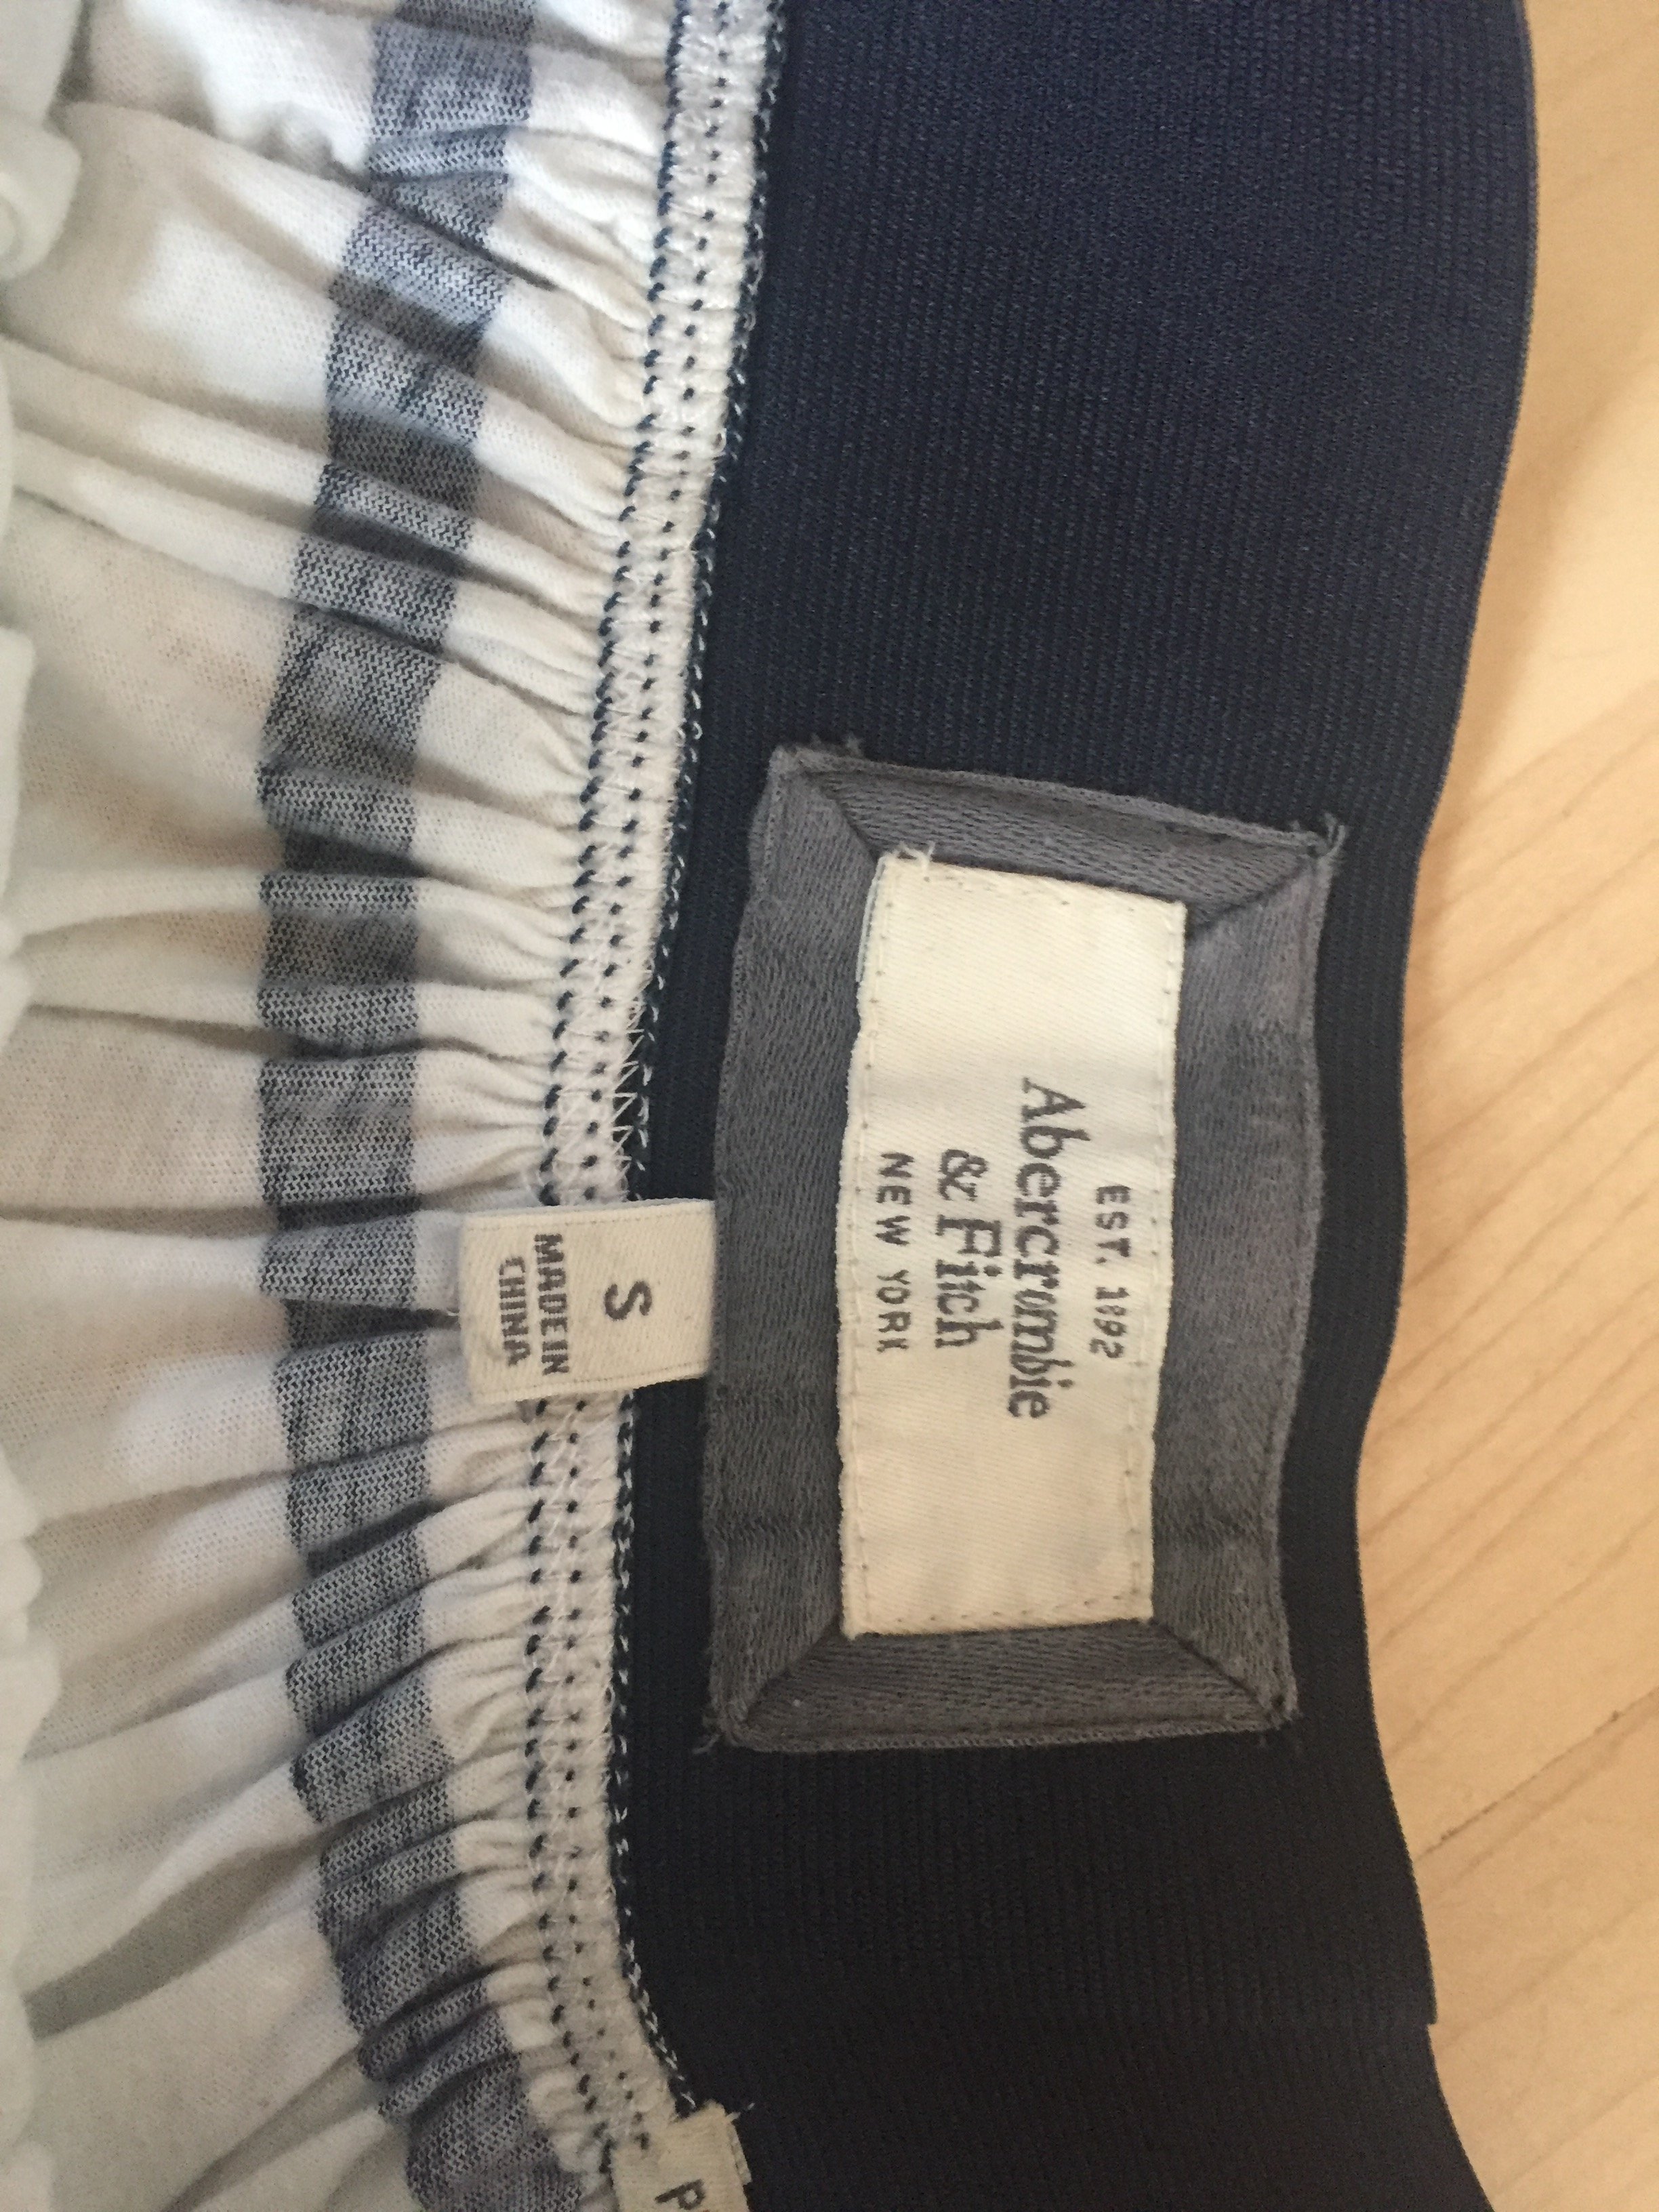 EST. 1892
Abercrombie
& Fitch
NEW YORK
S
MADE IN
CHINA